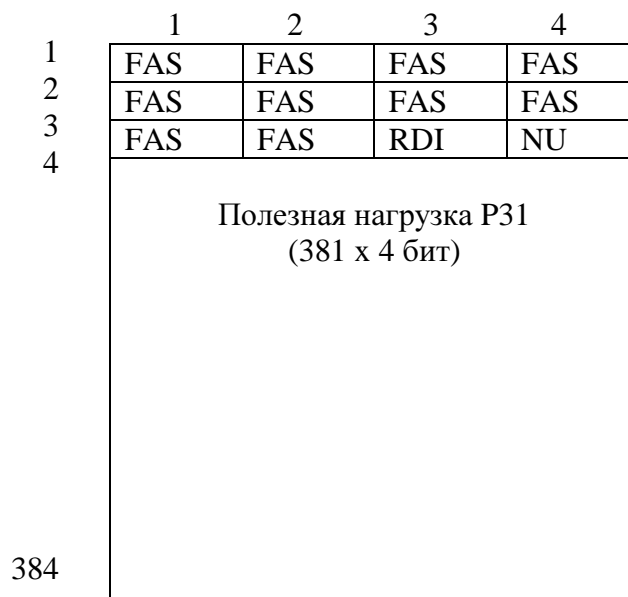 1 2 3 4
1 FAS FAS FAS FAS
2 FAS FAS FAS FAS
3 FAS FAS RDI NU
4
Полезная нагрузка P31
(381 x 4 бит)
384